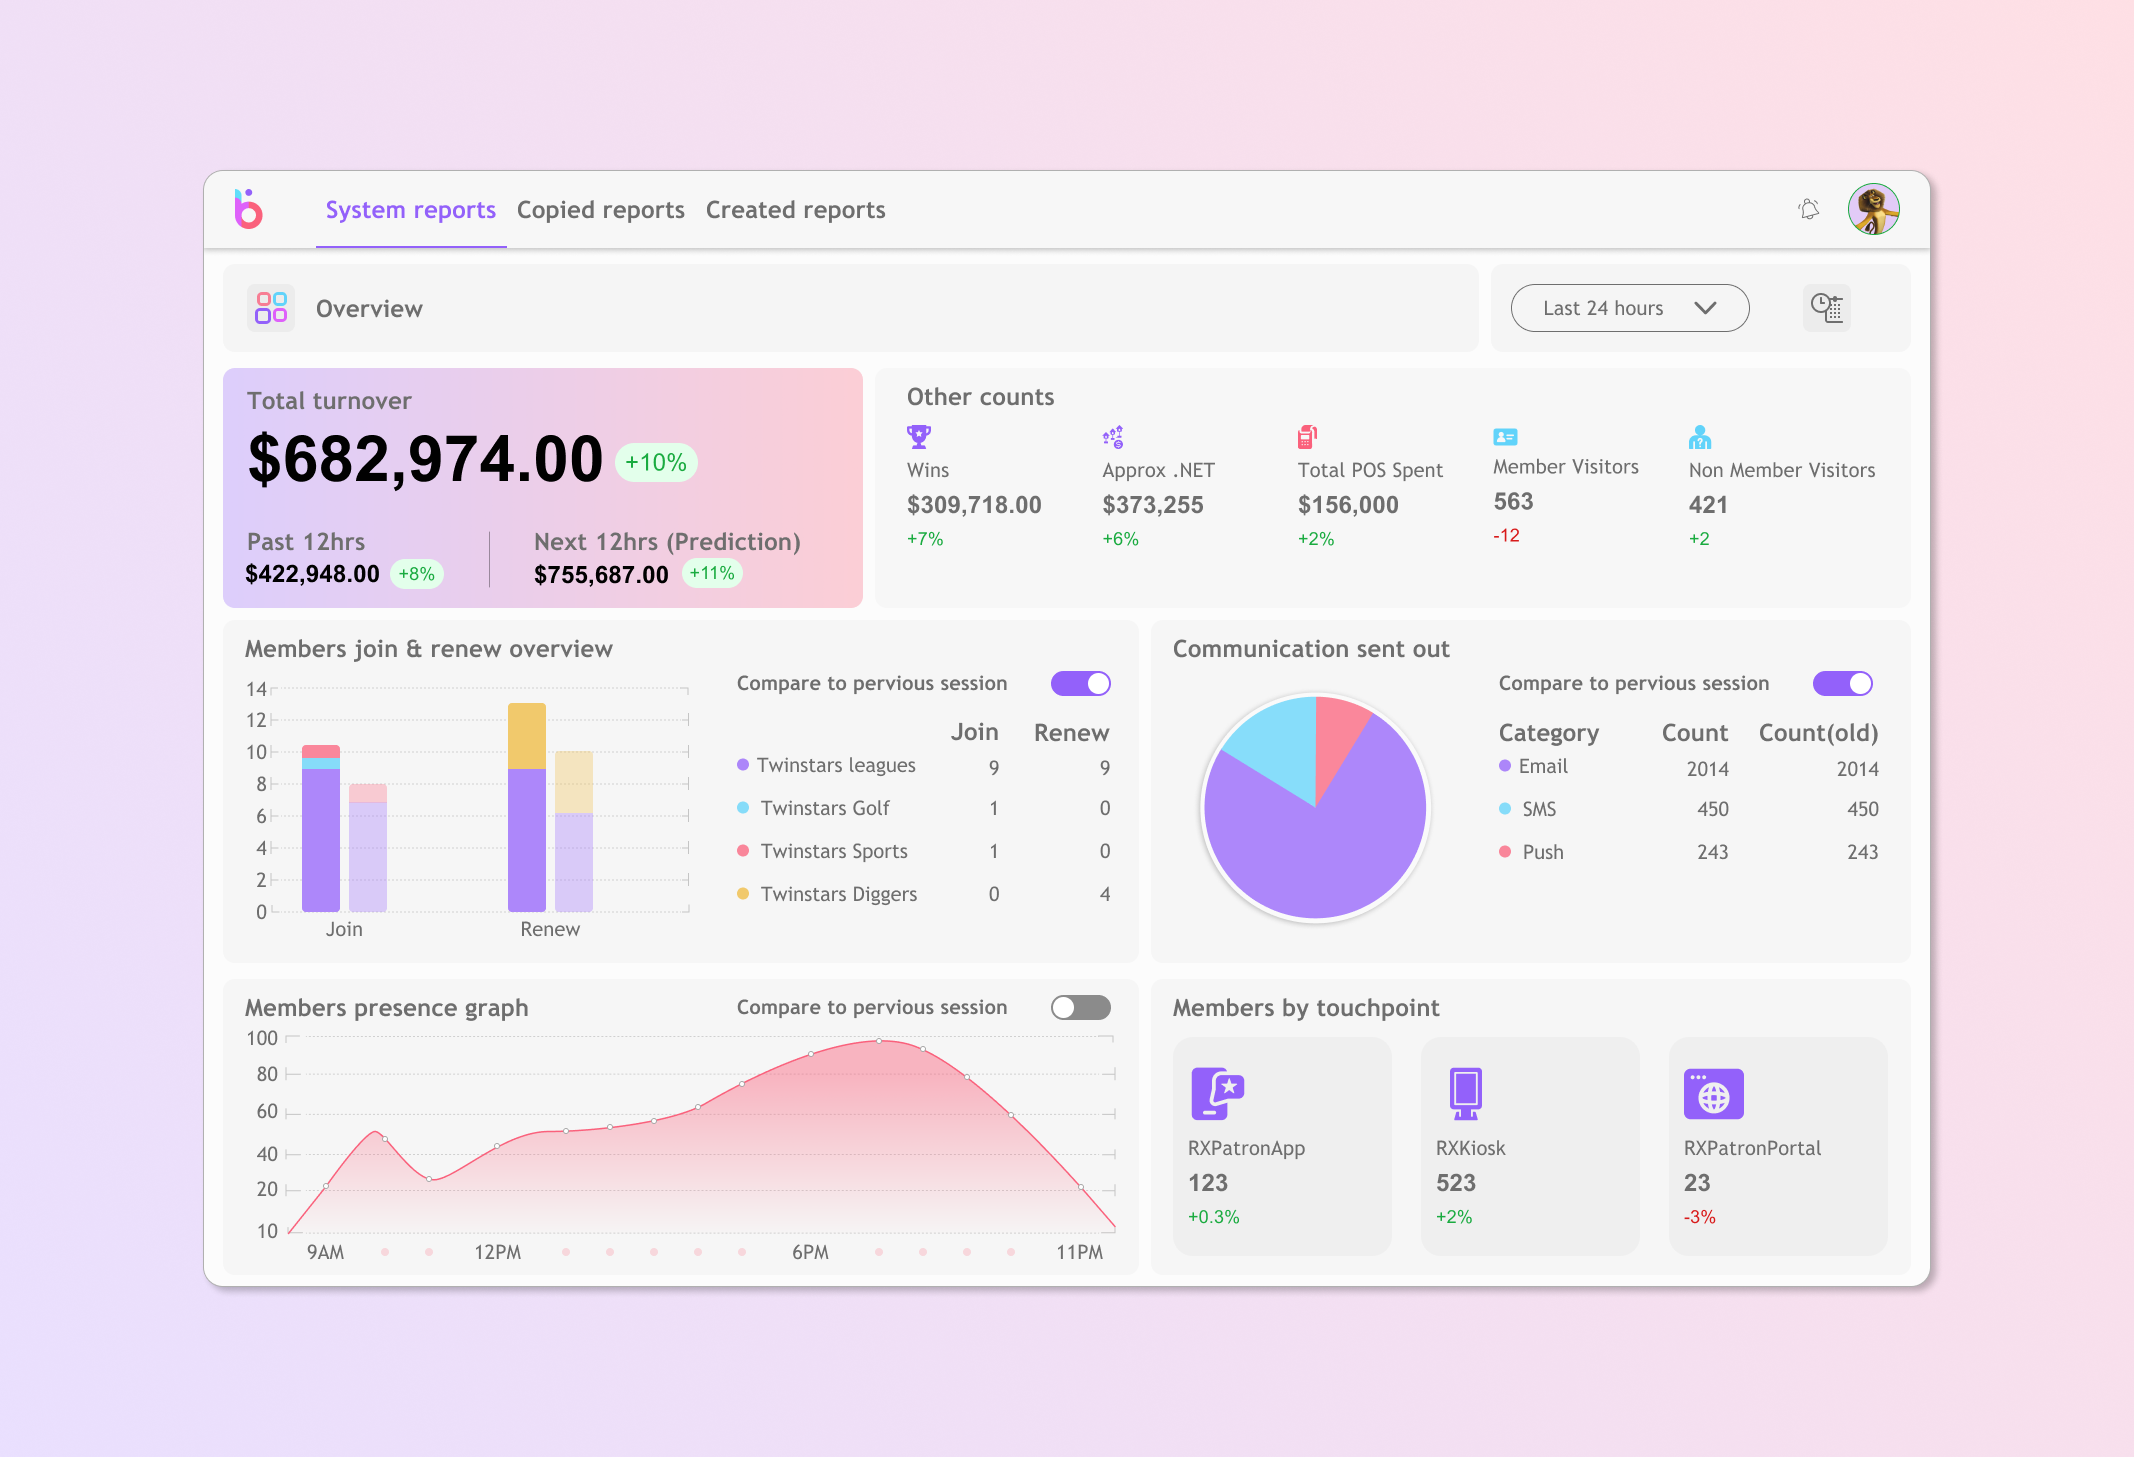 System reports Copied reports Created reports
Overview
Last 24 hours
Total turnover
$682,974.00 +10%
Past 12hrs
$422,948.00 +8%
Next 12hrs (Prediction)
$755,687.00 +11%
Other counts
Wins
$309,718.00
+7%
Approx .NET
$373,255
+6%
Total POS Spent
$156,000
+2%
Member Visitors
563
-12
Non Member Visitors
421
+2
Members join & renew overview
14
12
10
8
6
4
2
0
Join Renew
Compare to pervious session
Join Renew
Twinstars leagues 9 9
Twinstars Golf 1 0
Twinstars Sports 1 0
Twinstars Diggers 0 4
Communication sent out
Compare to pervious session
Category Count Count(old)
Email 2014 2014
SMS 450 450
Push 243 243
Members presence graph
Compare to pervious session
100
80
60
40
20
10
9AM 12PM 6PM 11PM
Members by touchpoint
RXPatronApp
123
+0.3%
RXKiosk
523
+2%
RXPatronPortal
23
-3%